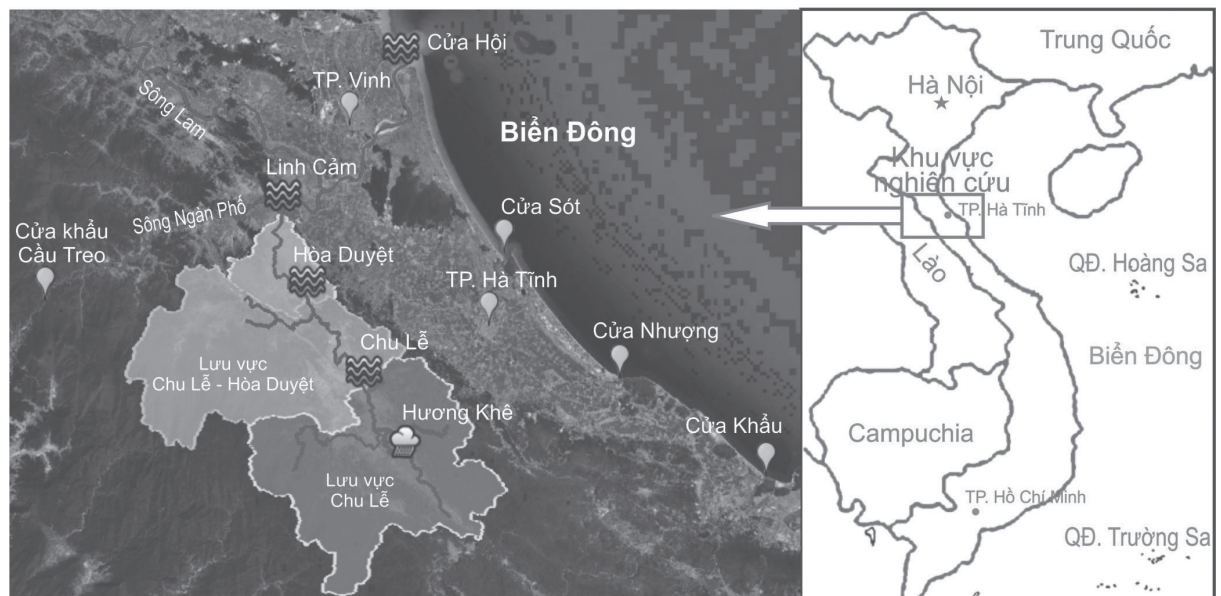 Cửa Hội
TP. Vinh
Sông Lam
Biển Đông
Linh Cảm
Sông Ngàn Phố
Cửa Sót
Cửa khẩu
Cầu Treo
Hòa Duyệt
TP. Hà Tĩnh
Cửa Nhượng
Chu Lễ
Lưu vực
Chu Lễ - Hòa Duyệt
Hương Khê
Cửa Khẩu
Lưu vực
Chu Lễ
Trung Quốc
Hà Nội
Khu vực
nghiên cứu
TP. Hà Tĩnh
Lào
QĐ. Hoàng Sa
Biển Đông
Campuchia
TP. Hồ Chí Minh
QĐ. Trường Sa